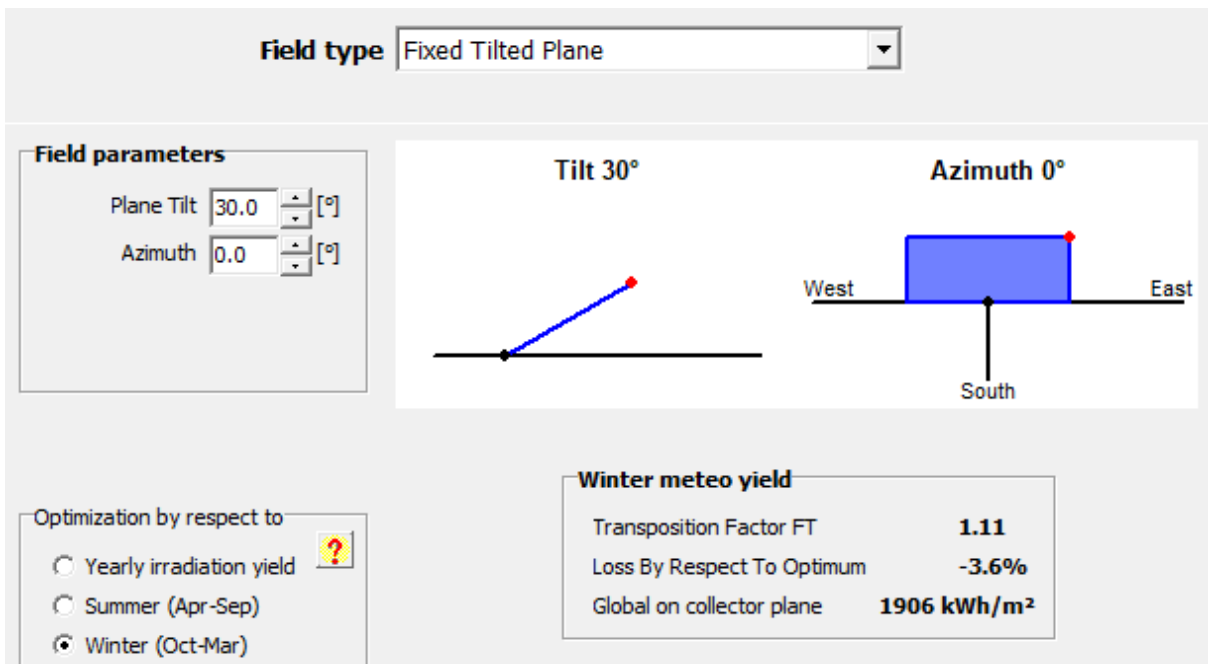 Field type Fixed Tilted Plane
Field parameters
Plane Tilt 30.0 [°]
Azimuth 0.0 [°]
Tilt 30°
Azimuth 0°
West
East
South
Optimization by respect to
?
Yearly irradiation yield
Summer (Apr-Sep)
Winter (Oct-Mar)
Winter meteo yield
Transposition Factor FT 1.11
Loss By Respect To Optimum -3.6%
Global on collector plane 1906 kWh/m²